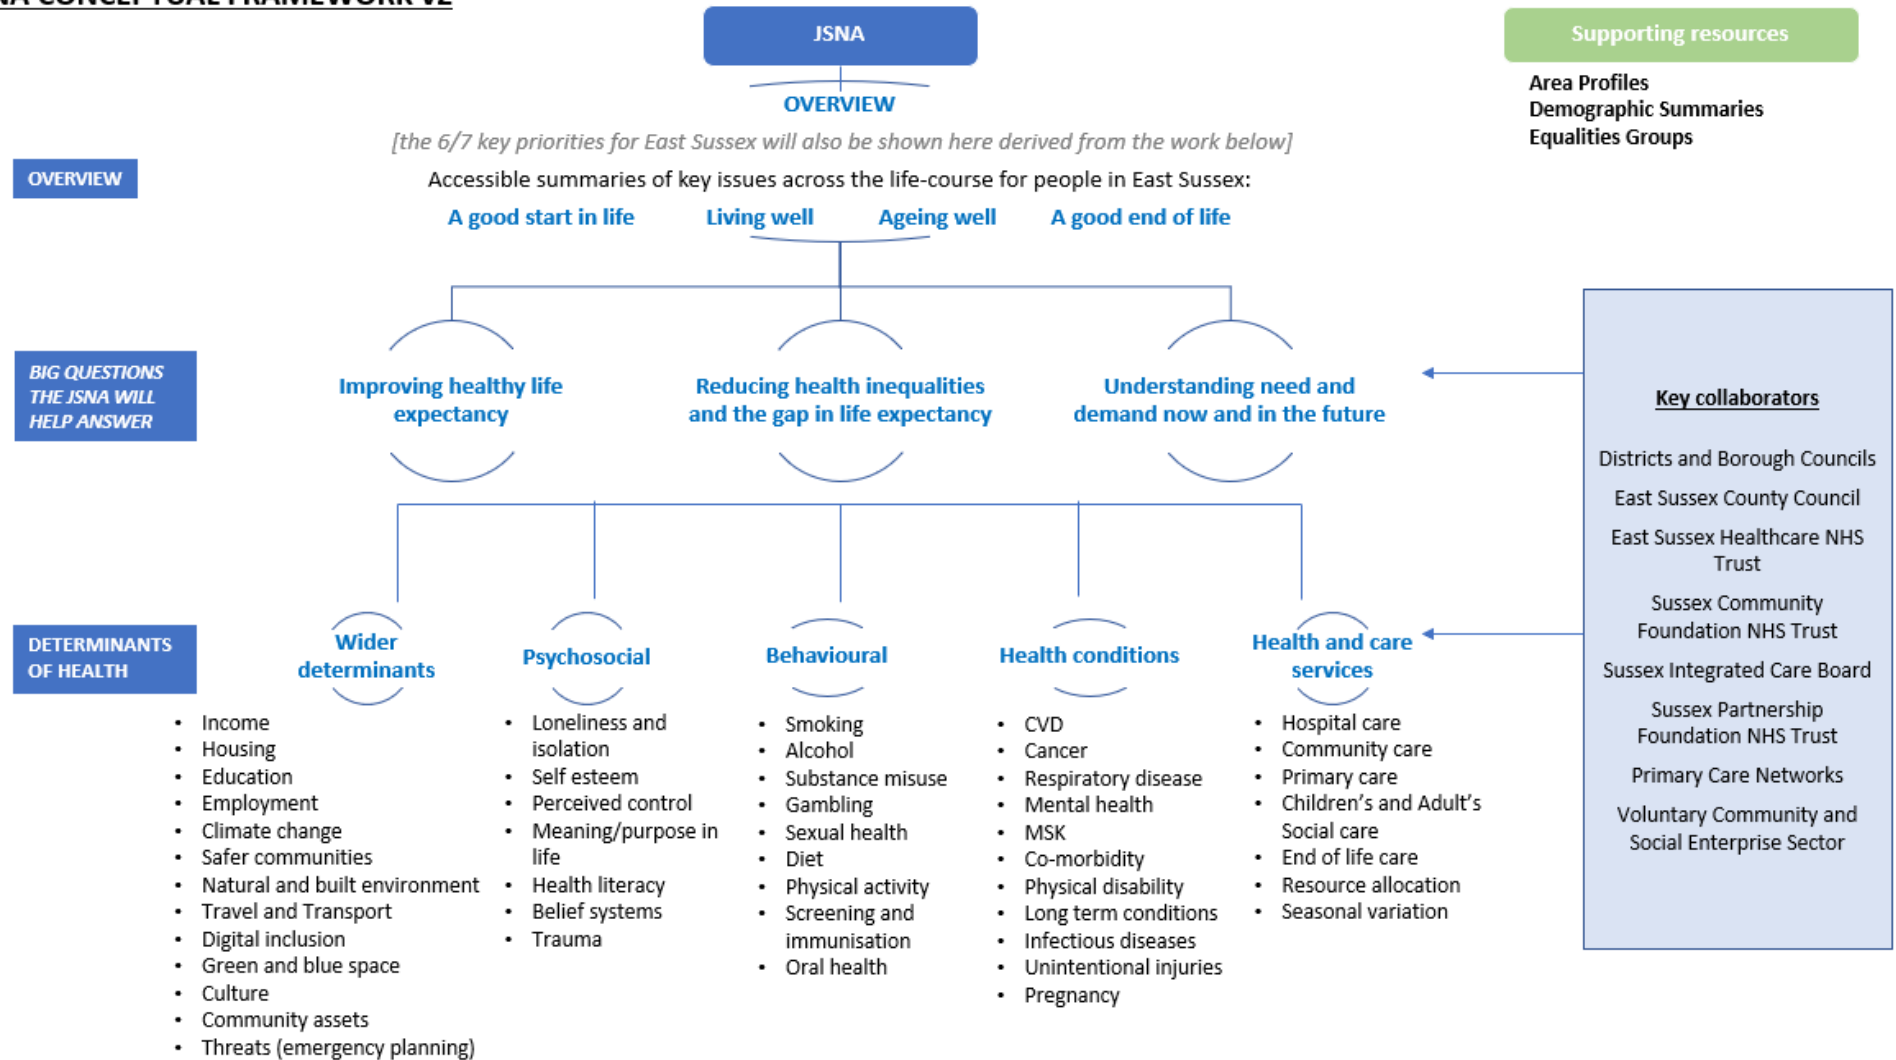 CONCEPTUAL FRAMEWORK V2
JSNA
Supporting resources
Area Profiles
Demographic Summaries
Equalities Groups
OVERVIEW
[the 6/7 key priorities for East Sussex will also be shown here derived from the work below]
OVERVIEW
Accessible summaries of key issues across the life-course for people in East Sussex:
A good start in life
Living well
Ageing well
A good end of life
BIG QUESTIONS
THE JSNA WILL
HELP ANSWER
Improving healthy life
expectancy
Reducing health inequalities
and the gap in life expectancy
Understanding need and
demand now and in the future
DETERMINANTS
OF HEALTH
Wider
determinants
• Income
• Housing
• Education
• Employment
• Climate change
• Safer communities
• Natural and built environment
• Travel and Transport
• Digital inclusion
• Green and blue space
• Culture
• Community assets
• Threats (emergency planning)
Psychosocial
• Loneliness and
isolation
• Self esteem
• Perceived control
• Meaning/purpose in
life
• Health literacy
• Belief systems
• Trauma
Behavioural
• Smoking
• Alcohol
• Substance misuse
• Gambling
• Sexual health
• Diet
• Physical activity
• Screening and
immunisation
• Oral health
Health conditions
• CVD
• Cancer
• Respiratory disease
• Mental health
• MSK
• Co-morbidity
• Physical disability
• Long term conditions
• Infectious diseases
• Unintentional injuries
• Pregnancy
Health and care
services
• Hospital care
• Community care
• Primary care
• Children's and Adult's
Social care
• End of life care
• Resource allocation
• Seasonal variation
Key collaborators
Districts and Borough Councils
East Sussex County Council
East Sussex Healthcare NHS
Trust
Sussex Community
Foundation NHS Trust
Sussex Integrated Care Board
Sussex Partnership
Foundation NHS Trust
Primary Care Networks
Voluntary Community and
Social Enterprise Sector